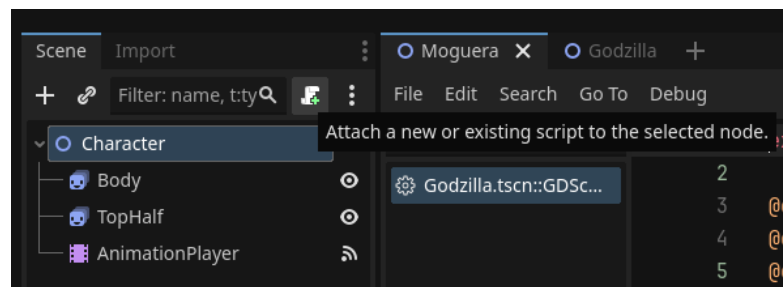 Scene Import
Moguera Godzilla
Filter: name, t:ty
File Edit Search Go To Debug
Attach a new or existing script to the selected node.
Character
Body
TopHalf
AnimationPlayer
Godzilla.tscn::GDSc...
2
3
4
5